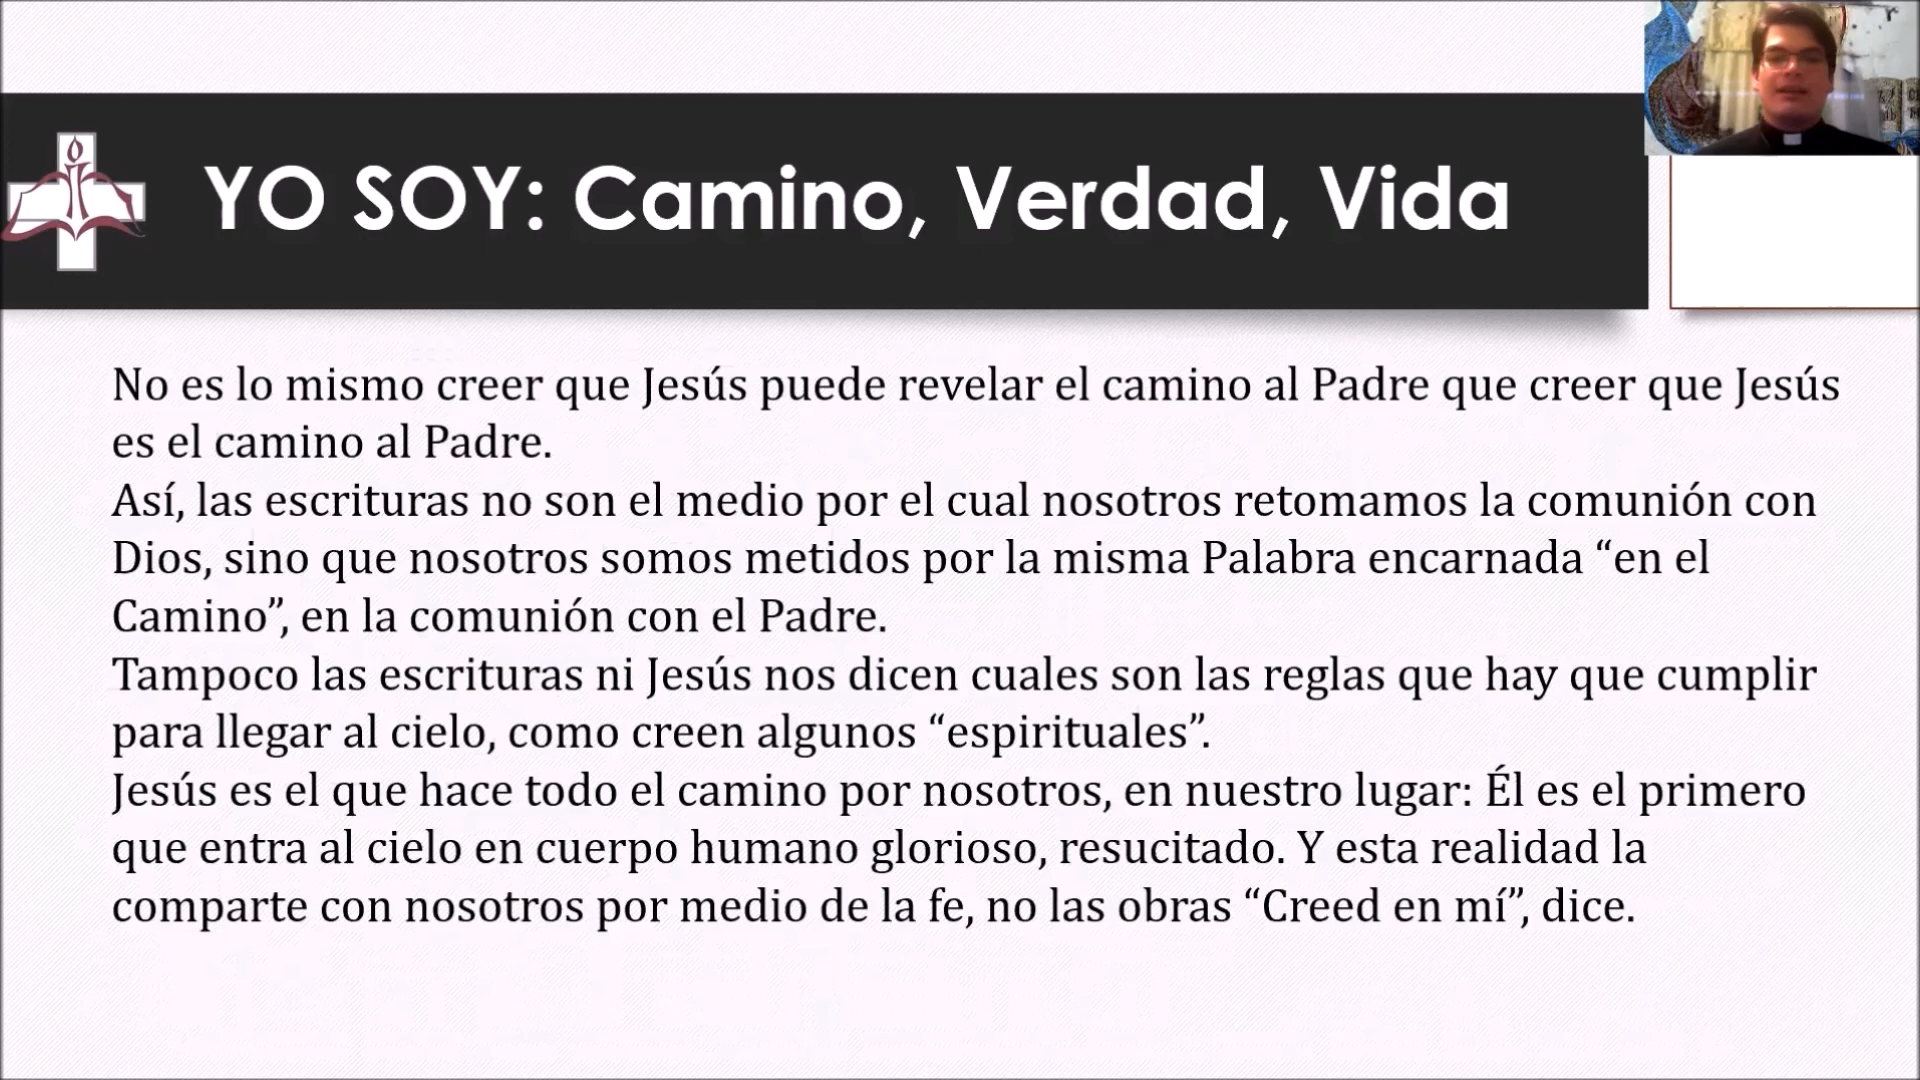 YO SOY: Camino, Verdad, Vida
No es lo mismo creer que Jesús puede revelar el camino al Padre que creer que Jesús
es el camino al Padre.
Así, las escrituras no son el medio por el cual nosotros retomamos la comunión con
Dios, sino que nosotros somos metidos por la misma Palabra encarnada “en el
Camino”, en la comunión con el Padre.
Tampoco las escrituras ni Jesús nos dicen cuales son las reglas que hay que cumplir
para llegar al cielo, como creen algunos “espirituales”.
Jesús es el que hace todo el camino por nosotros, en nuestro lugar: Él es el primero
que entra al cielo en cuerpo humano glorioso, resucitado. Y esta realidad la
comparte con nosotros por medio de la fe, no las obras “Creed en mí”, dice.